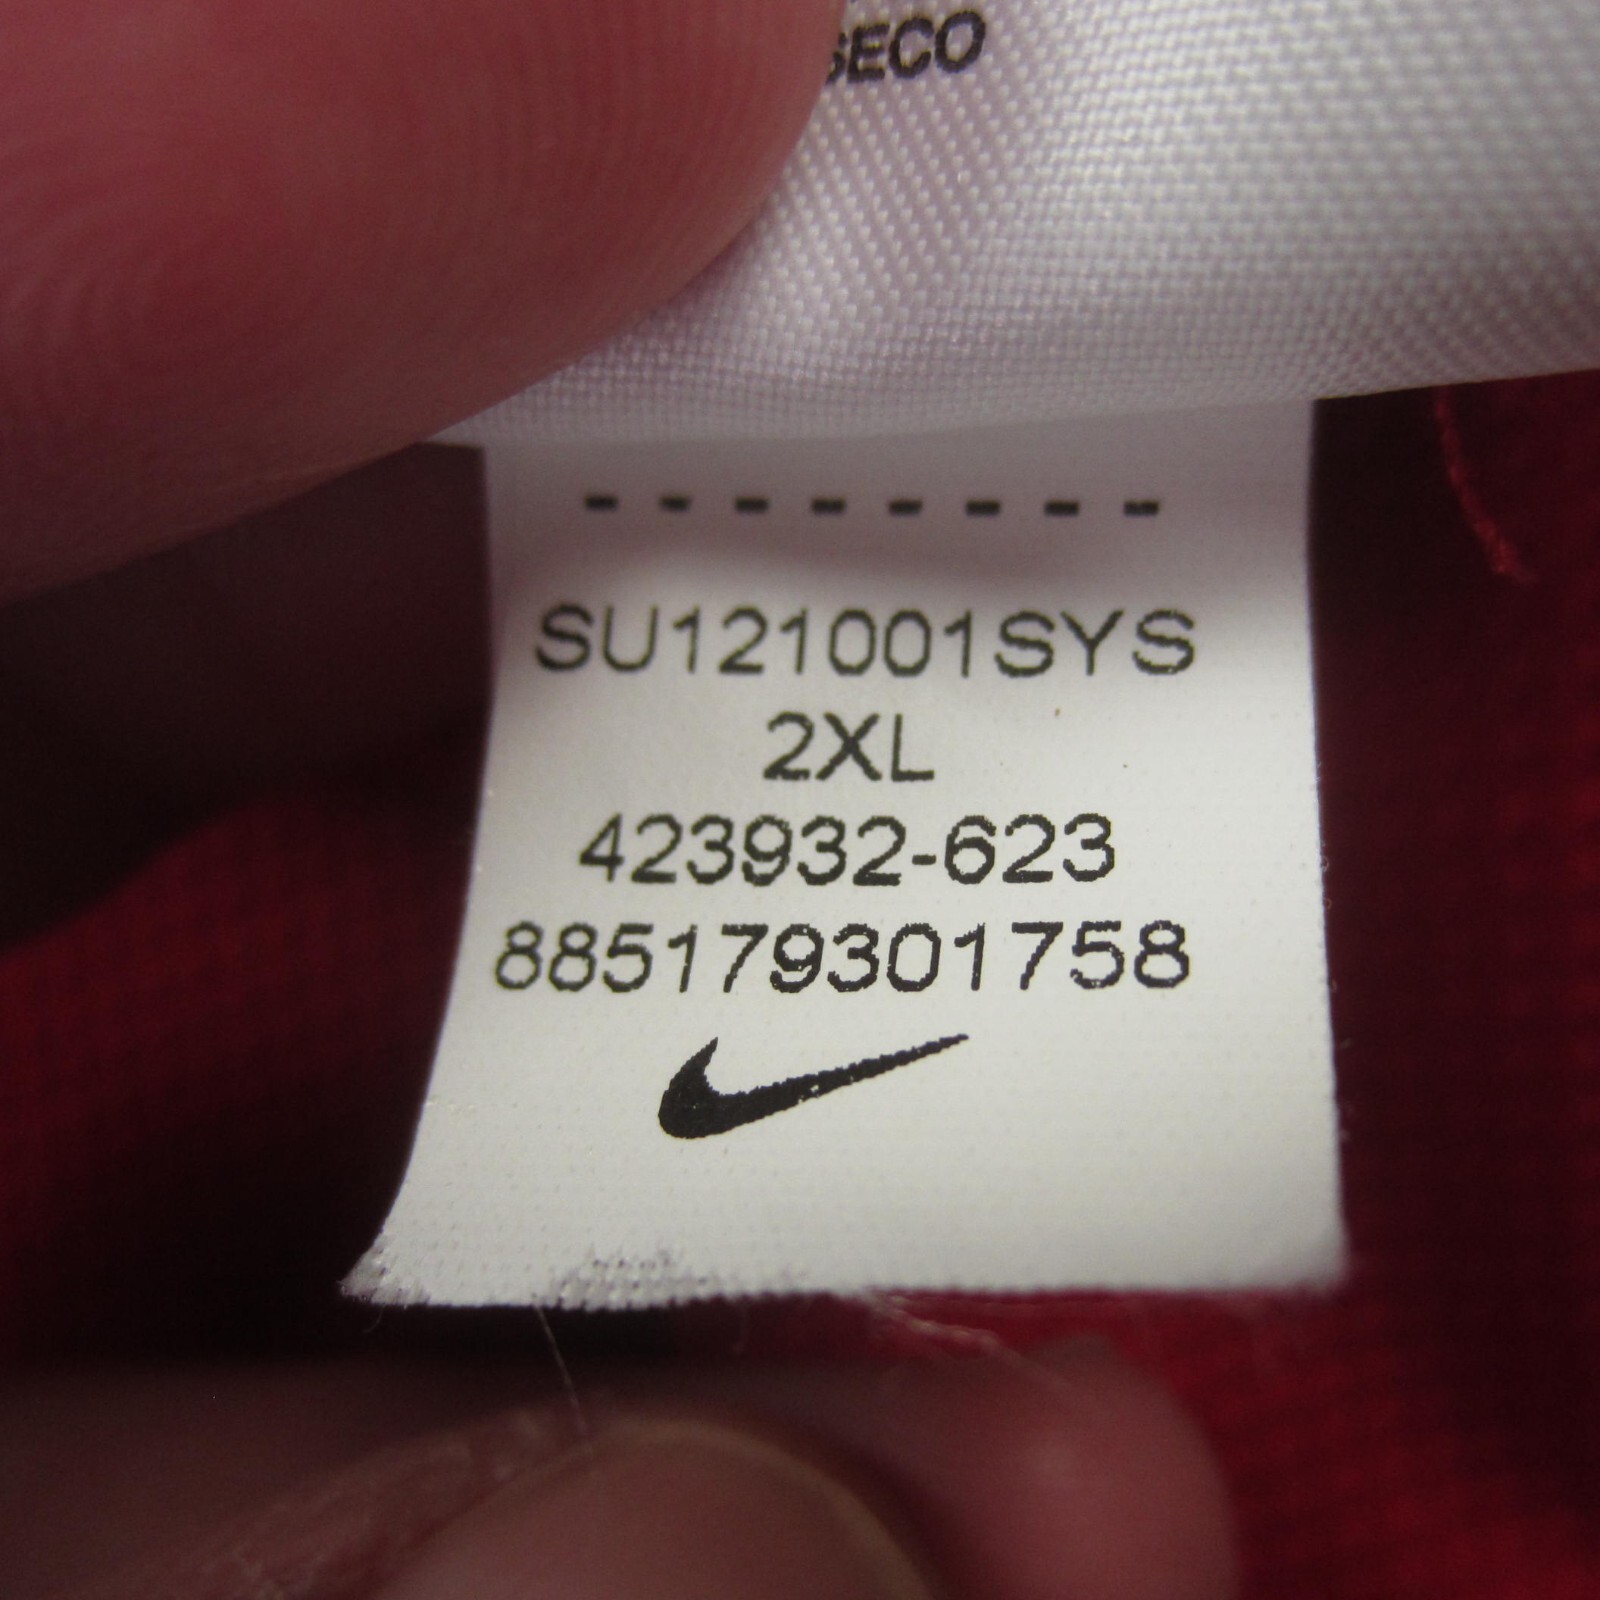 SECO
SU121001SYS
2XL
423932-623
885179301758